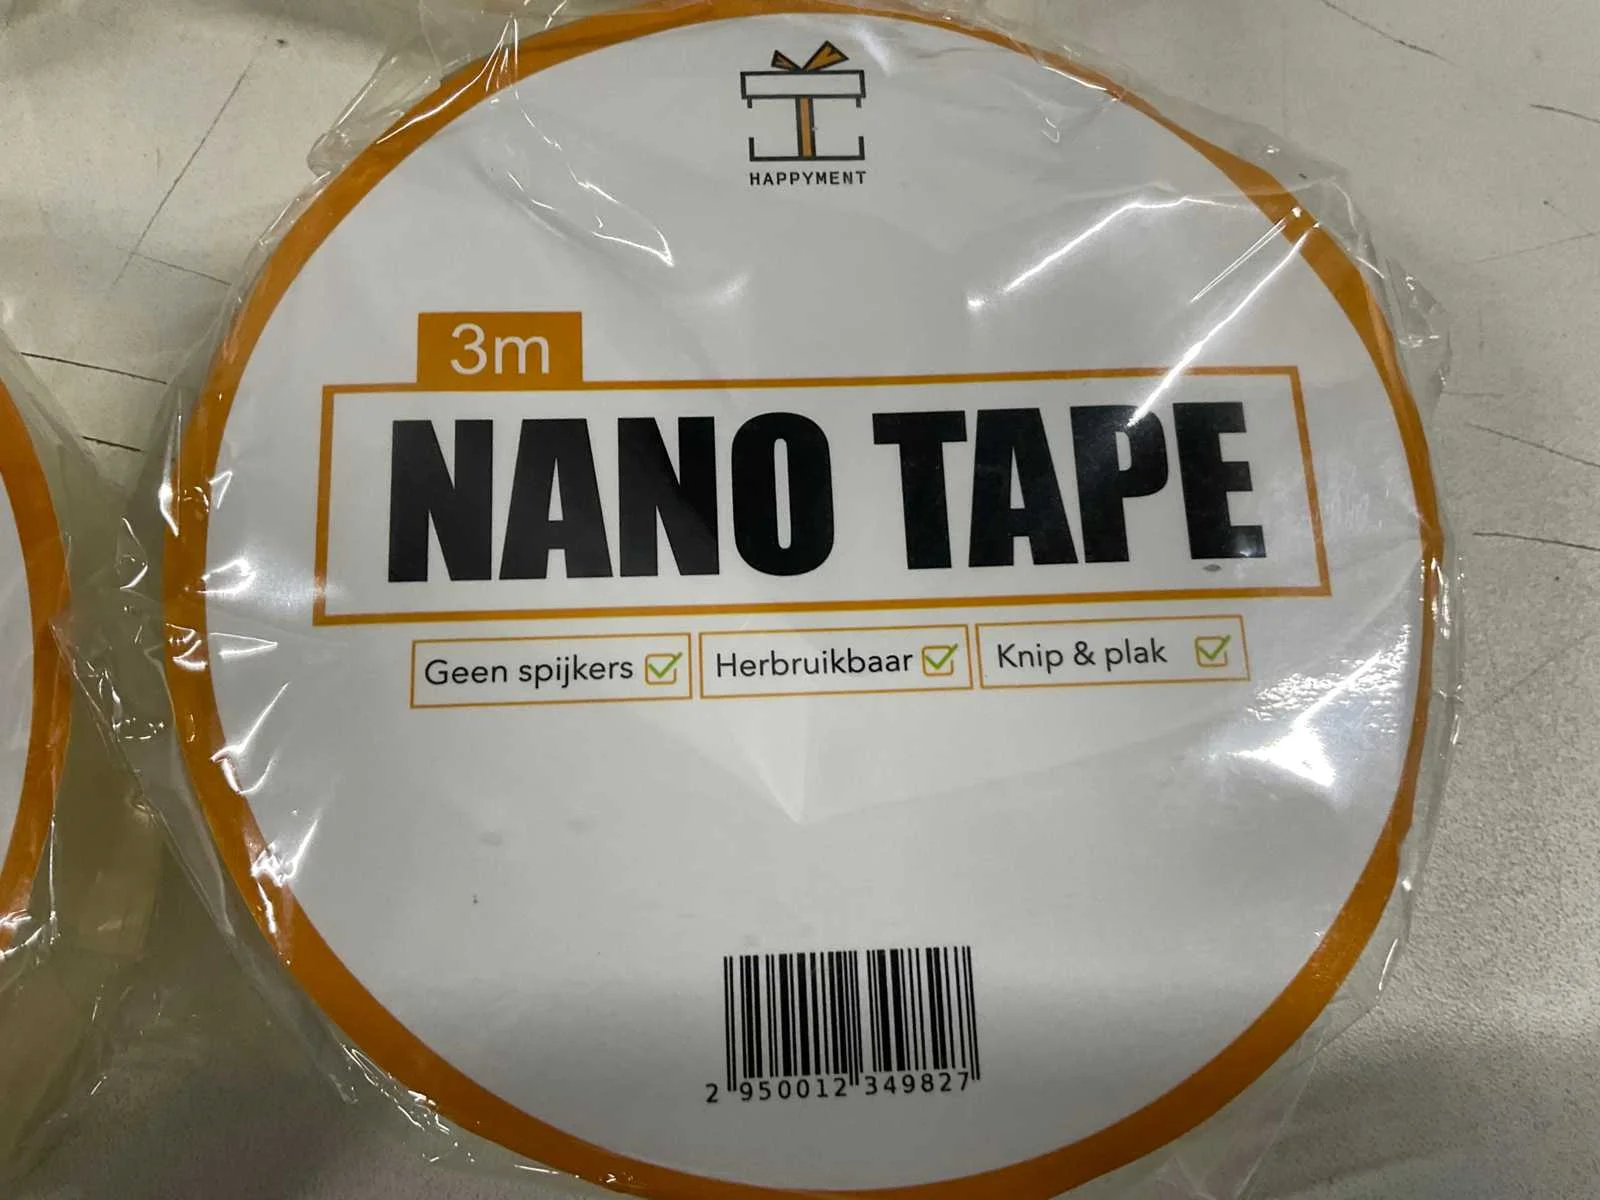 HAPPYMENT
3m
NANO TAPE
Geen spijkers Herbruikbaar Knip & plak
2 950012 349827